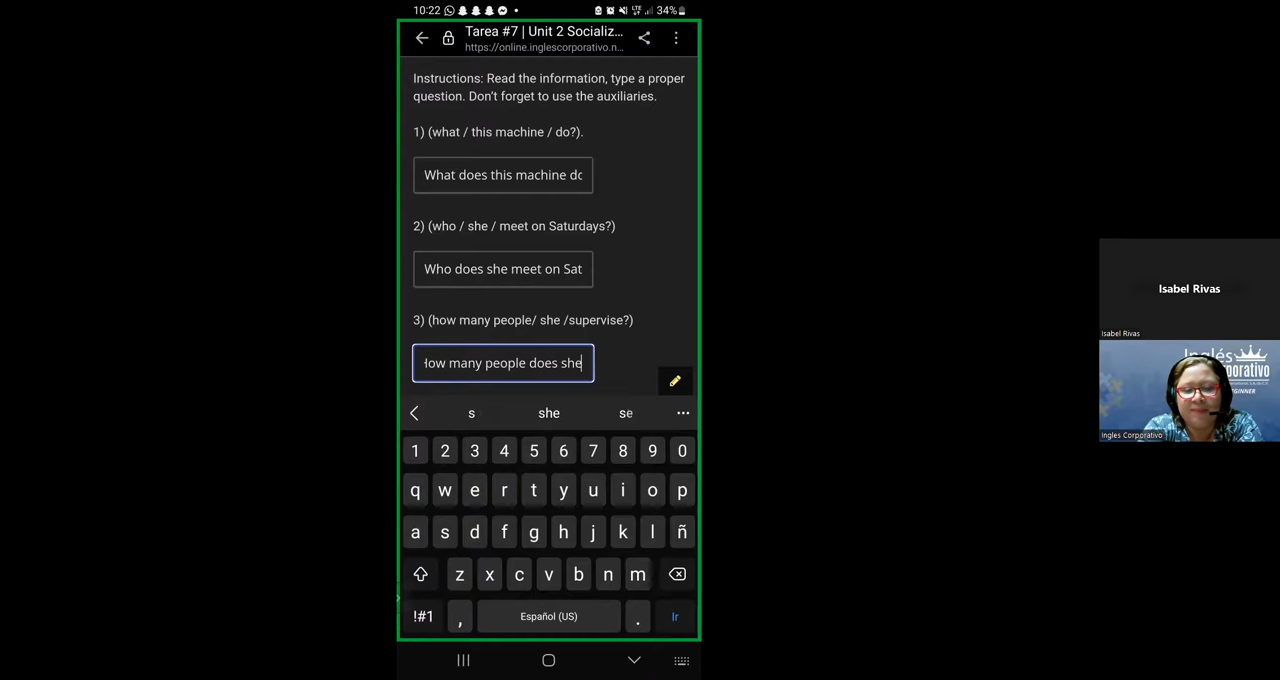 10:22
LTE
34%
Tarea #7 | Unit 2 Socializ...
https://online.inglescorporativo.n...
Instructions: Read the information, type a proper
question. Don't forget to use the auxiliaries.
1) (what / this machine / do?).
What does this machine do
2) (who / she / meet on Saturdays?)
Who does she meet on Sat
3) (how many people/ she /supervise?)
How many people does she
s she se ...
1 2 3 4 5 6 7 8 9 0
q w e r t y u i o p
a s d f g h j k l ñ
z x c v b n m
!#1 , Español (US) . Ir
Isabel Rivas
Isabel Rivas
Inglés
Ingles Corporativo